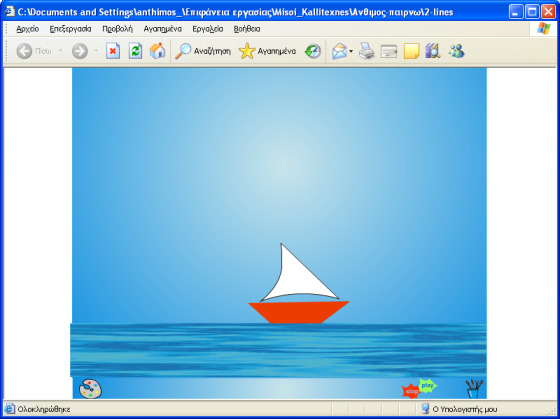 C:\Documents and Settings\anthimos_\Επιφάνεια εργασίας\Misoi_Kallitexnes\Ανθιμος-παιρνω\2-lines
Αρχείο Επεξεργασία Προβολή Αγαπημένα Εργαλεία Βοήθεια
Πίσω Αναζήτηση Αγαπημένα
stop play
Ολοκληρώθηκε Ο Υπολογιστής μου